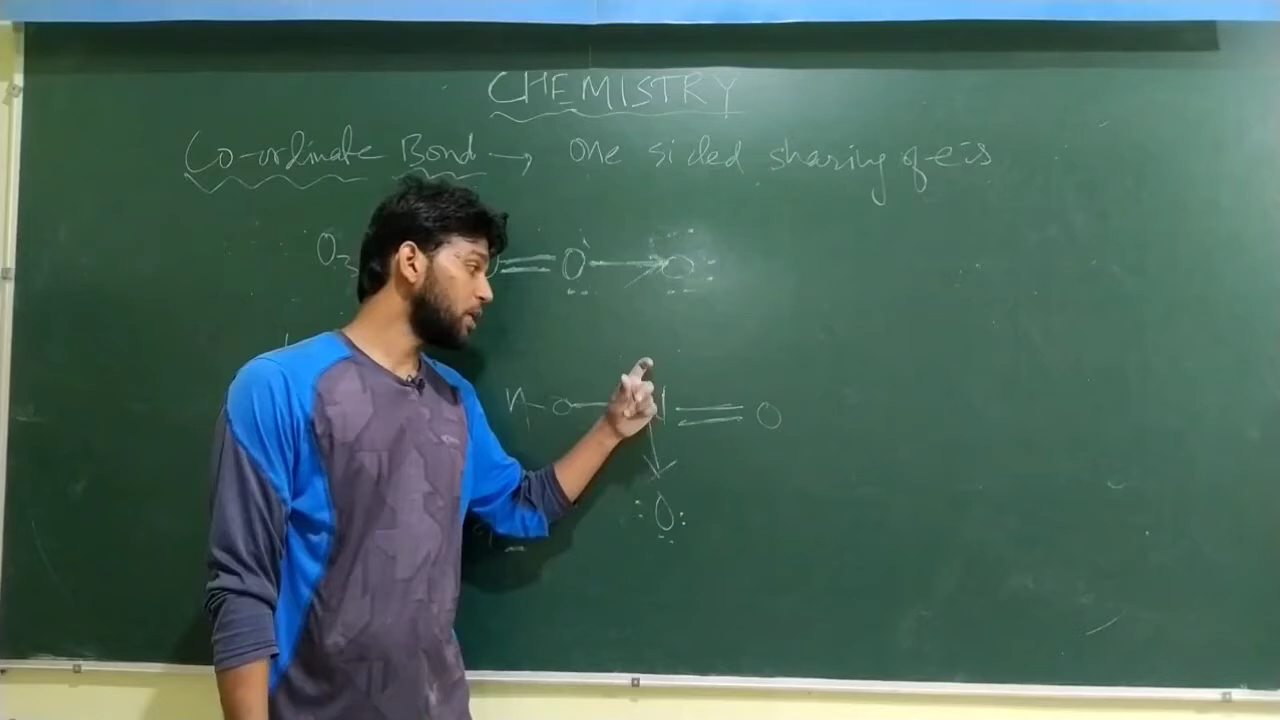 CHEMISTRY
Co-ordinate Bond → One sided sharing of e-s
O3 = O → O
H - O - = O
O